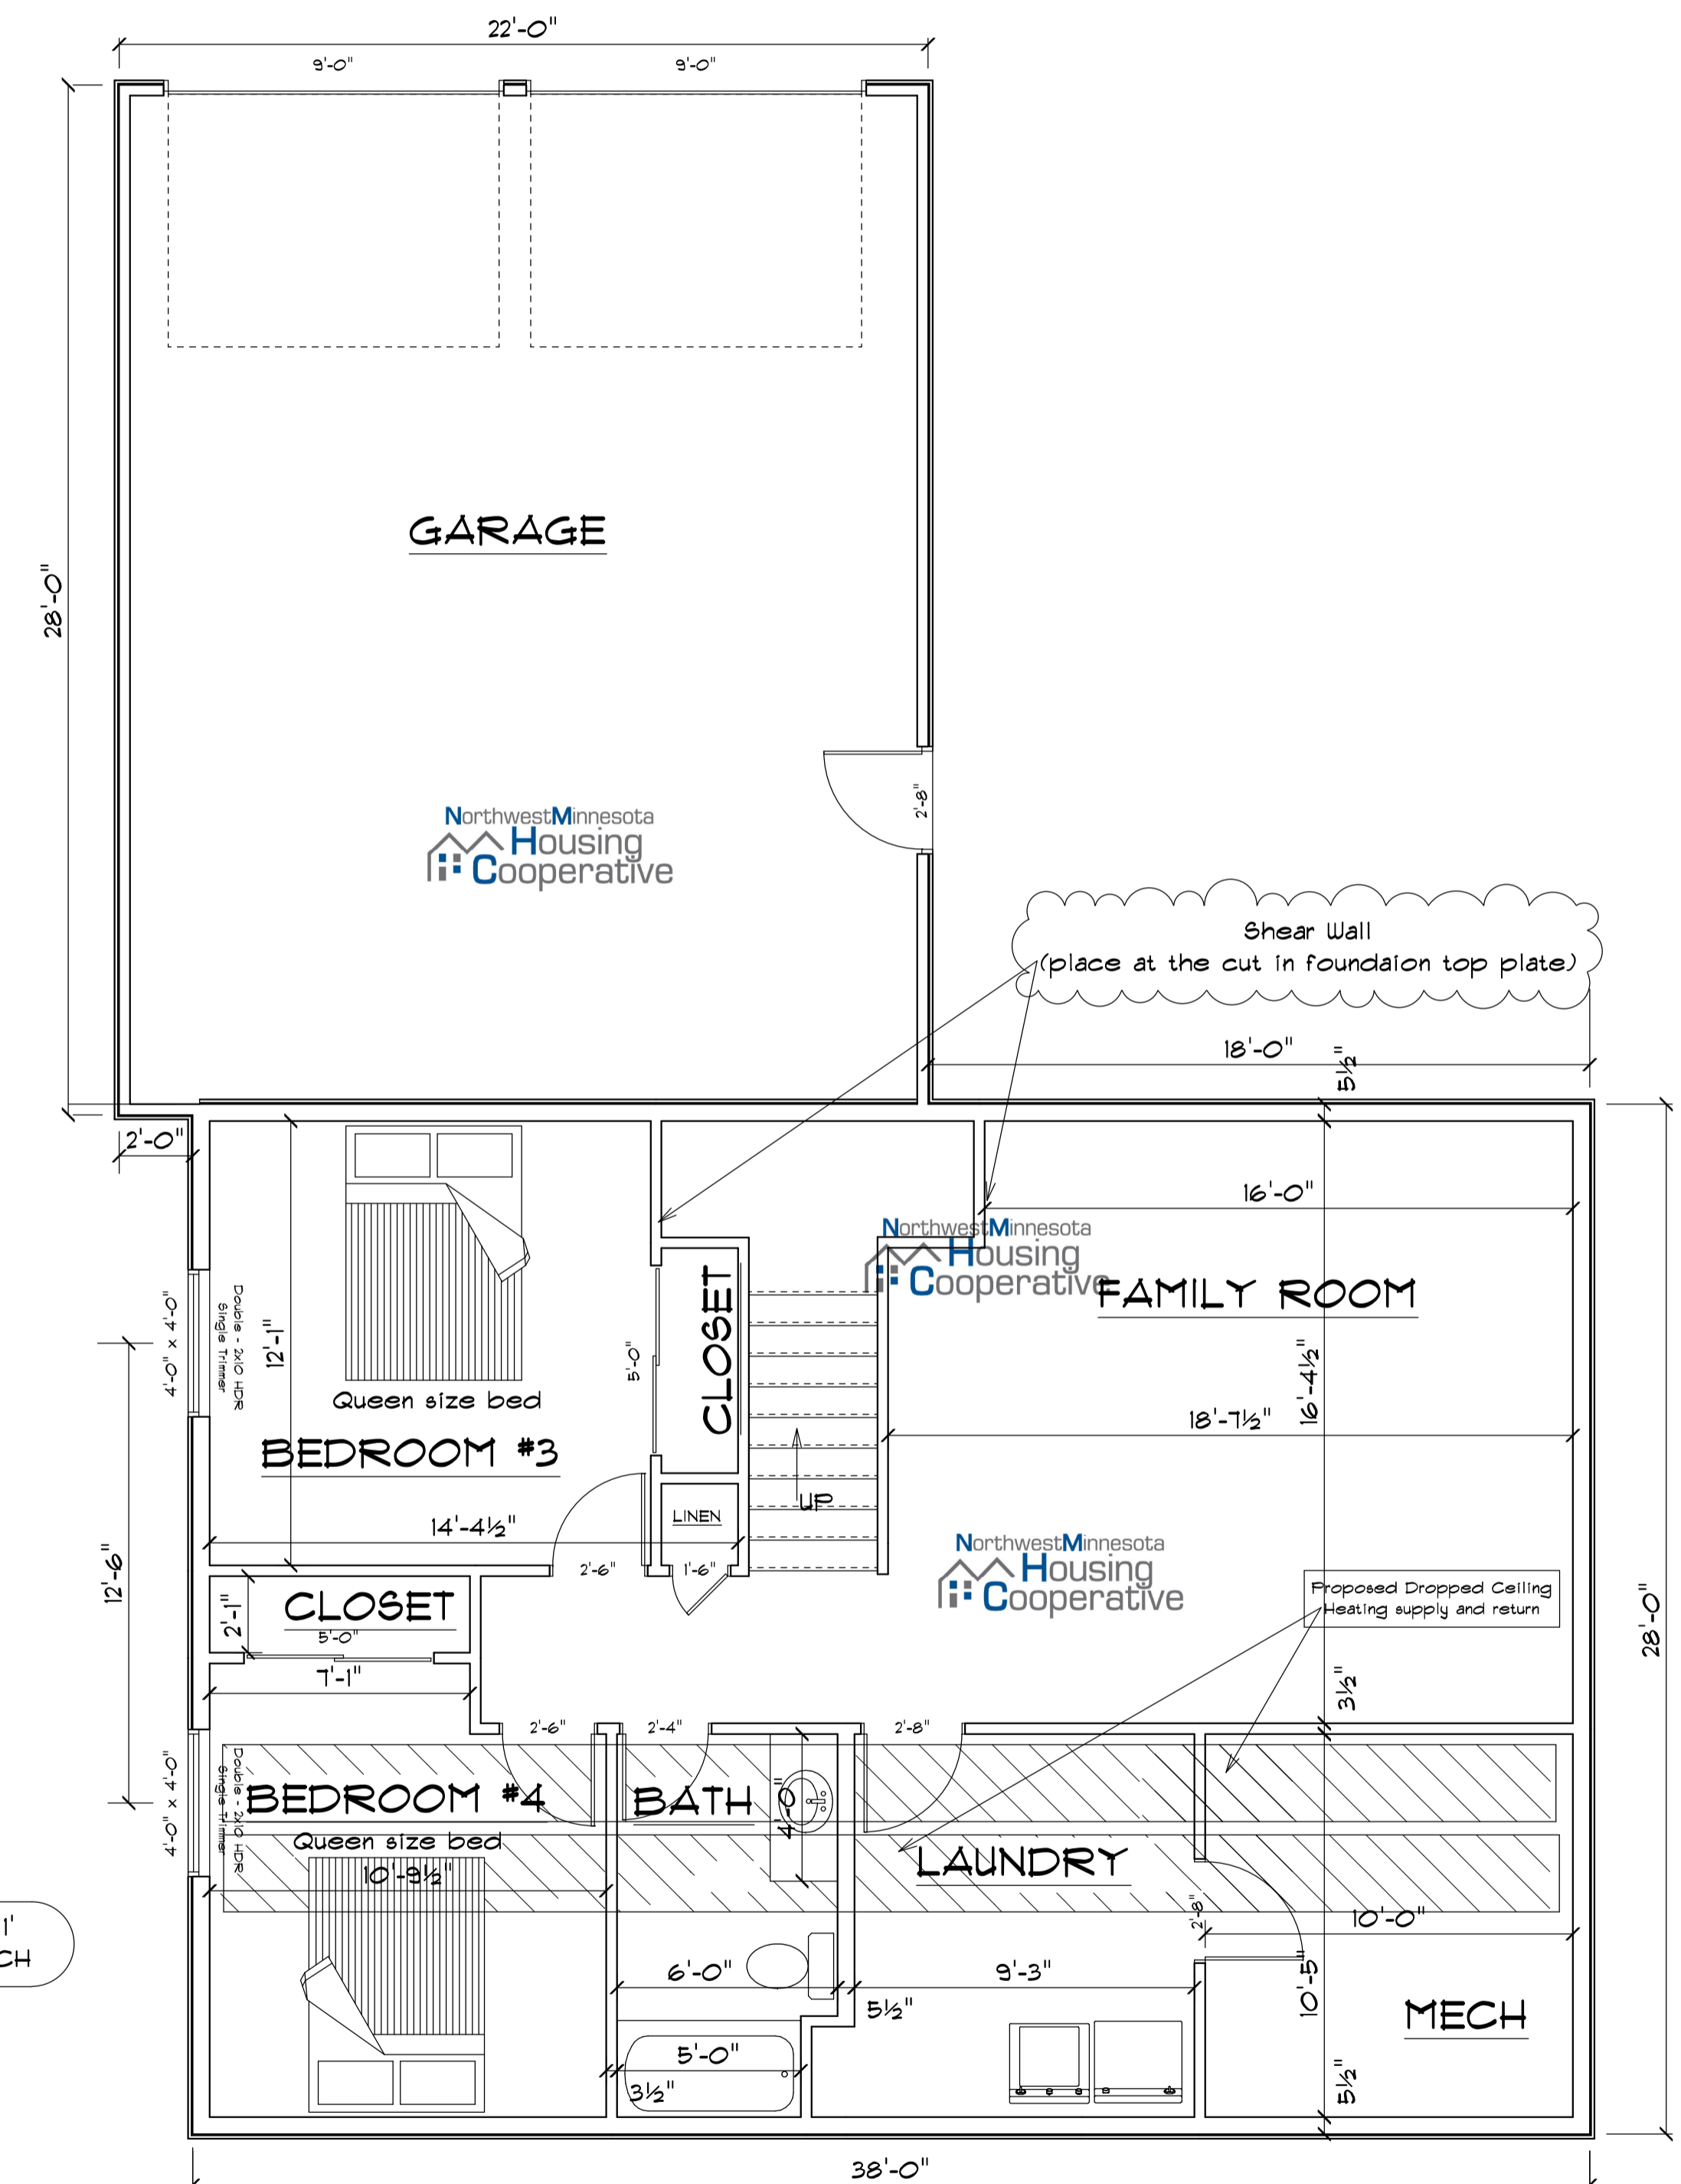 22'-0"
9'-0"
9'-0"
28'-0"
GARAGE
2'-8"
NorthwestMinnesota
Housing
Cooperative
Shear Wall
(place at the cut in foundaion top plate)
18'-0"
5½"
2'-0"
16'-0"
NorthwestMinnesota
Housing
Cooperative
FAMILY ROOM
4'-0" x 4'-0"
Double - 2x10 HDR
Single Trimmer
12'-1"
5'-0"
CLOSET
16'-4½"
Queen size bed
18'-7½"
BEDROOM #3
UP
LINEN
14'-4½"
2'-6"
1'-6"
NorthwestMinnesota
Housing
Cooperative
12'-6"
Proposed Dropped Ceiling
Heating supply and return
28'-0"
2'-1"
CLOSET
5'-0"
7'-1"
3½"
2'-6"
2'-4"
2'-8"
4'-0" x 4'-0"
Double - 2x10 HDR
Single Trimmer
BEDROOM #4
BATH
4'-0"
Queen size bed
LAUNDRY
10'-9½"
2'-8"
10'-0"
1'
CH
6'-0"
9'-3"
10'-5"
5½"
MECH
5'-0"
3½"
5½"
38'-0"